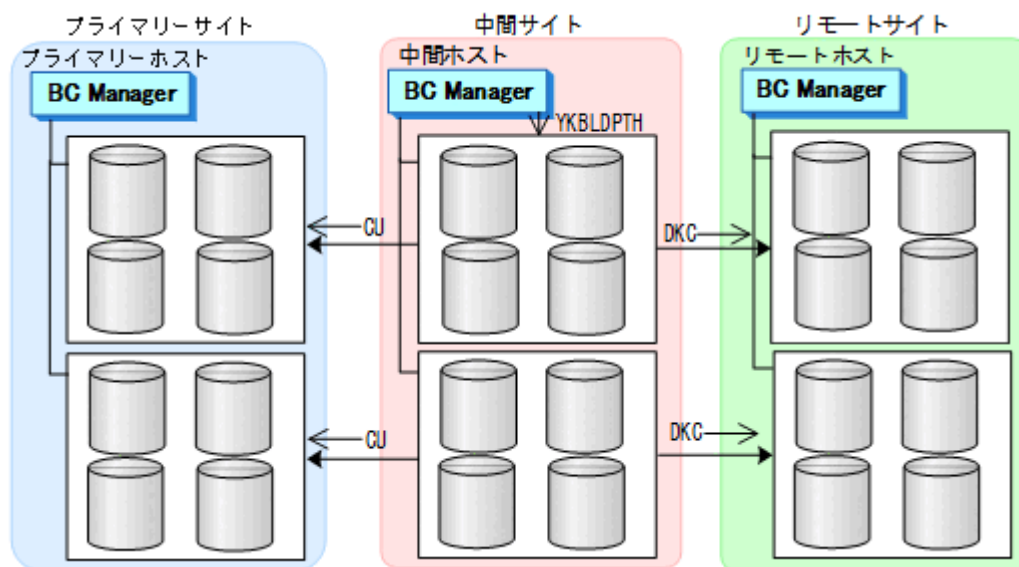 プライマリーサイト
中間サイト
リモートサイト
プライマリーホスト
中間ホスト
リモートホスト
BC Manager
BC Manager
BC Manager
YKBLDPTH
CU
DKC
CU
DKC